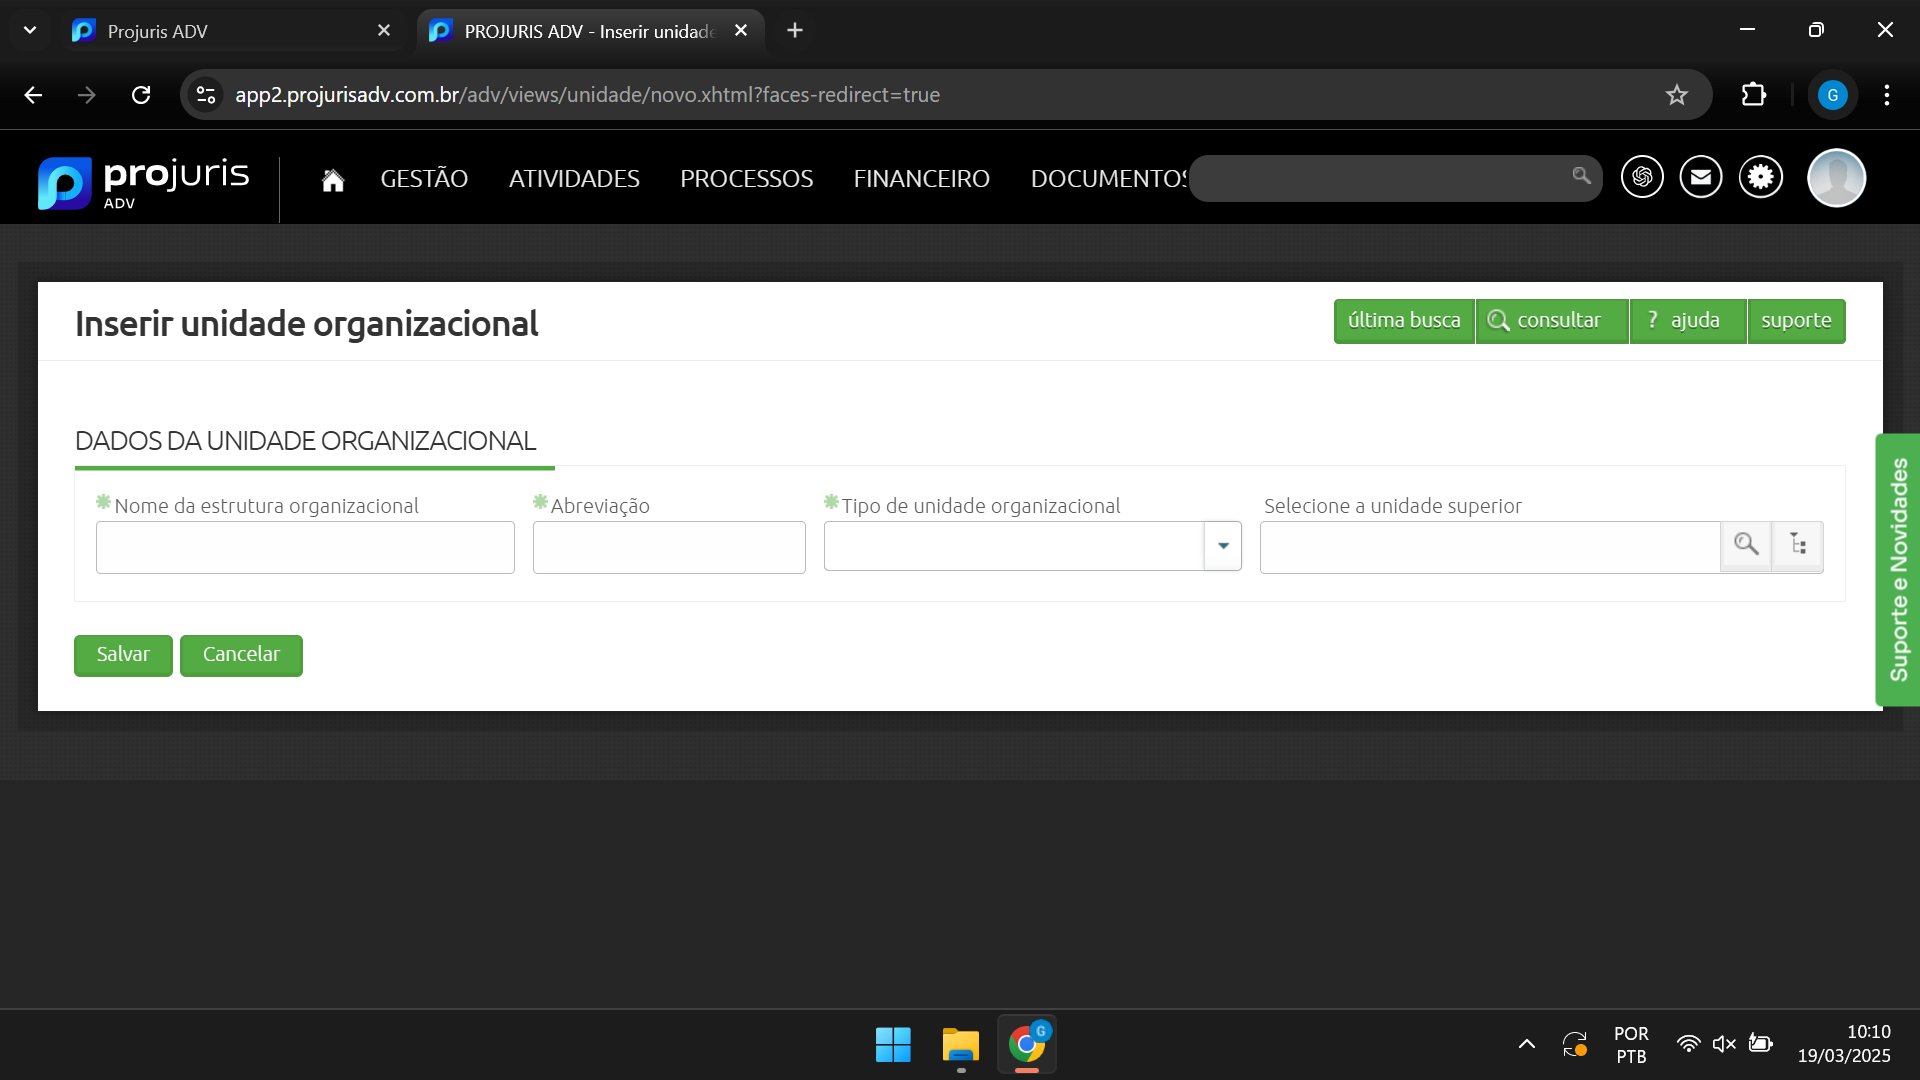 Projuris ADV
PROJURIS ADV - Inserir unidade
app2.projurisadv.com.br/adv/views/unidade/novo.xhtml?faces-redirect=true
G
projuris
ADV
GESTÃO
ATIVIDADES
PROCESSOS
FINANCEIRO
DOCUMENTOS
Inserir unidade organizacional
última busca
consultar
? ajuda
suporte
DADOS DA UNIDADE ORGANIZACIONAL
Nome da estrutura organizacional
Abreviação
Tipo de unidade organizacional
Selecione a unidade superior
Salvar
Cancelar
Suporte e Novidades
G
POR
PTB
10:10
19/03/2025